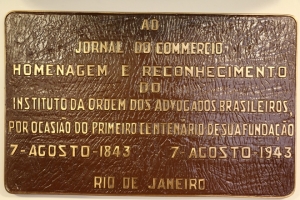 AO
JORNAL DO COMMERCIO
HOMENAGEM E RECONHECIMENTO
DO
INSTITUTO DA ORDEM DOS ADVOGADOS BRASILEIROS
POR OCASIÃO DO PRIMEIRO CENTENARIO DE SUA FUNDAÇÃO
7-AGOSTO-1843 7-AGOSTO-1943
RIO DE JANEIRO